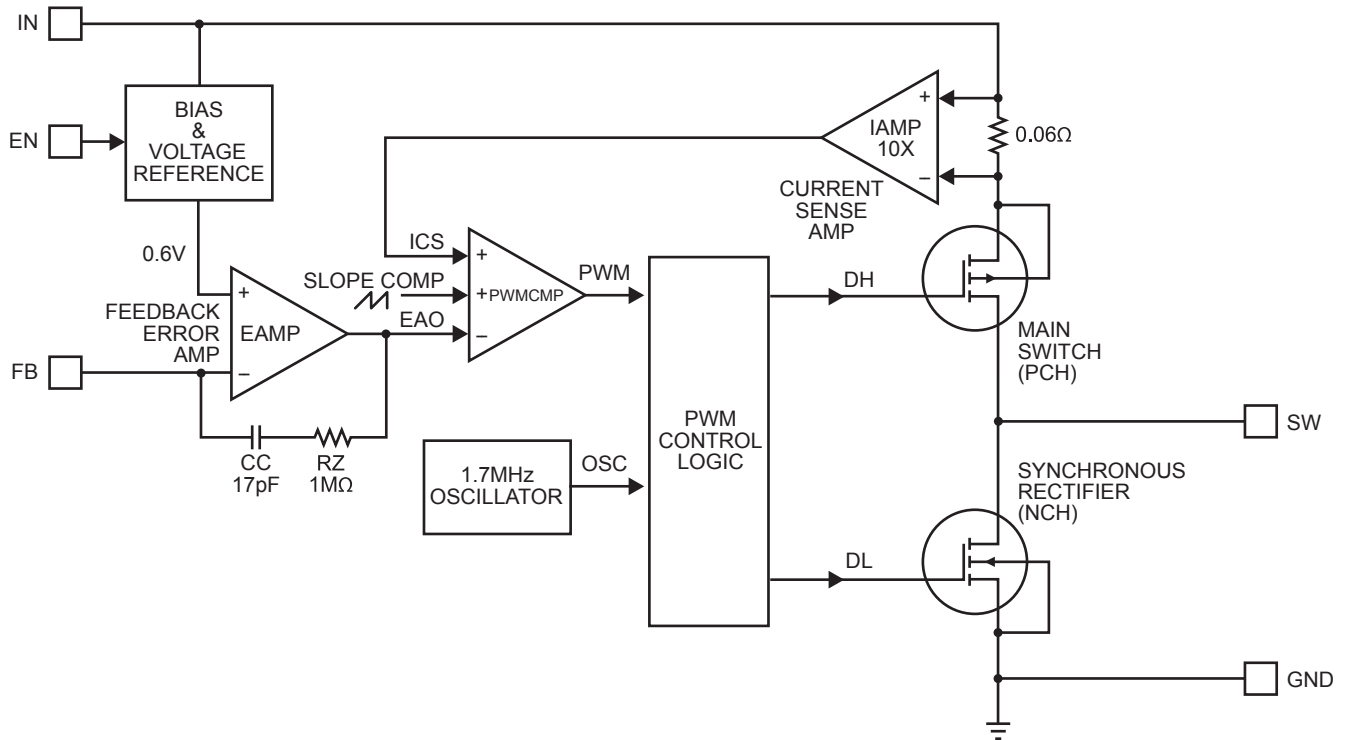 IN
BIAS
&
VOLTAGE
REFERENCE
EN
+
IAMP
10X
–
0.06Ω
CURRENT
SENSE
AMP
0.6V
ICS
+
SLOPE COMP
+PWMCMP
PWM
EAO
–
DH
MAIN
SWITCH
(PCH)
FEEDBACK
ERROR
AMP
+
EAMP
–
FB
CC
17pF
RZ
1MΩ
1.7MHz
OSCILLATOR
OSC
PWM
CONTROL
LOGIC
SW
SYNCHRONOUS
RECTIFIER
(NCH)
DL
GND